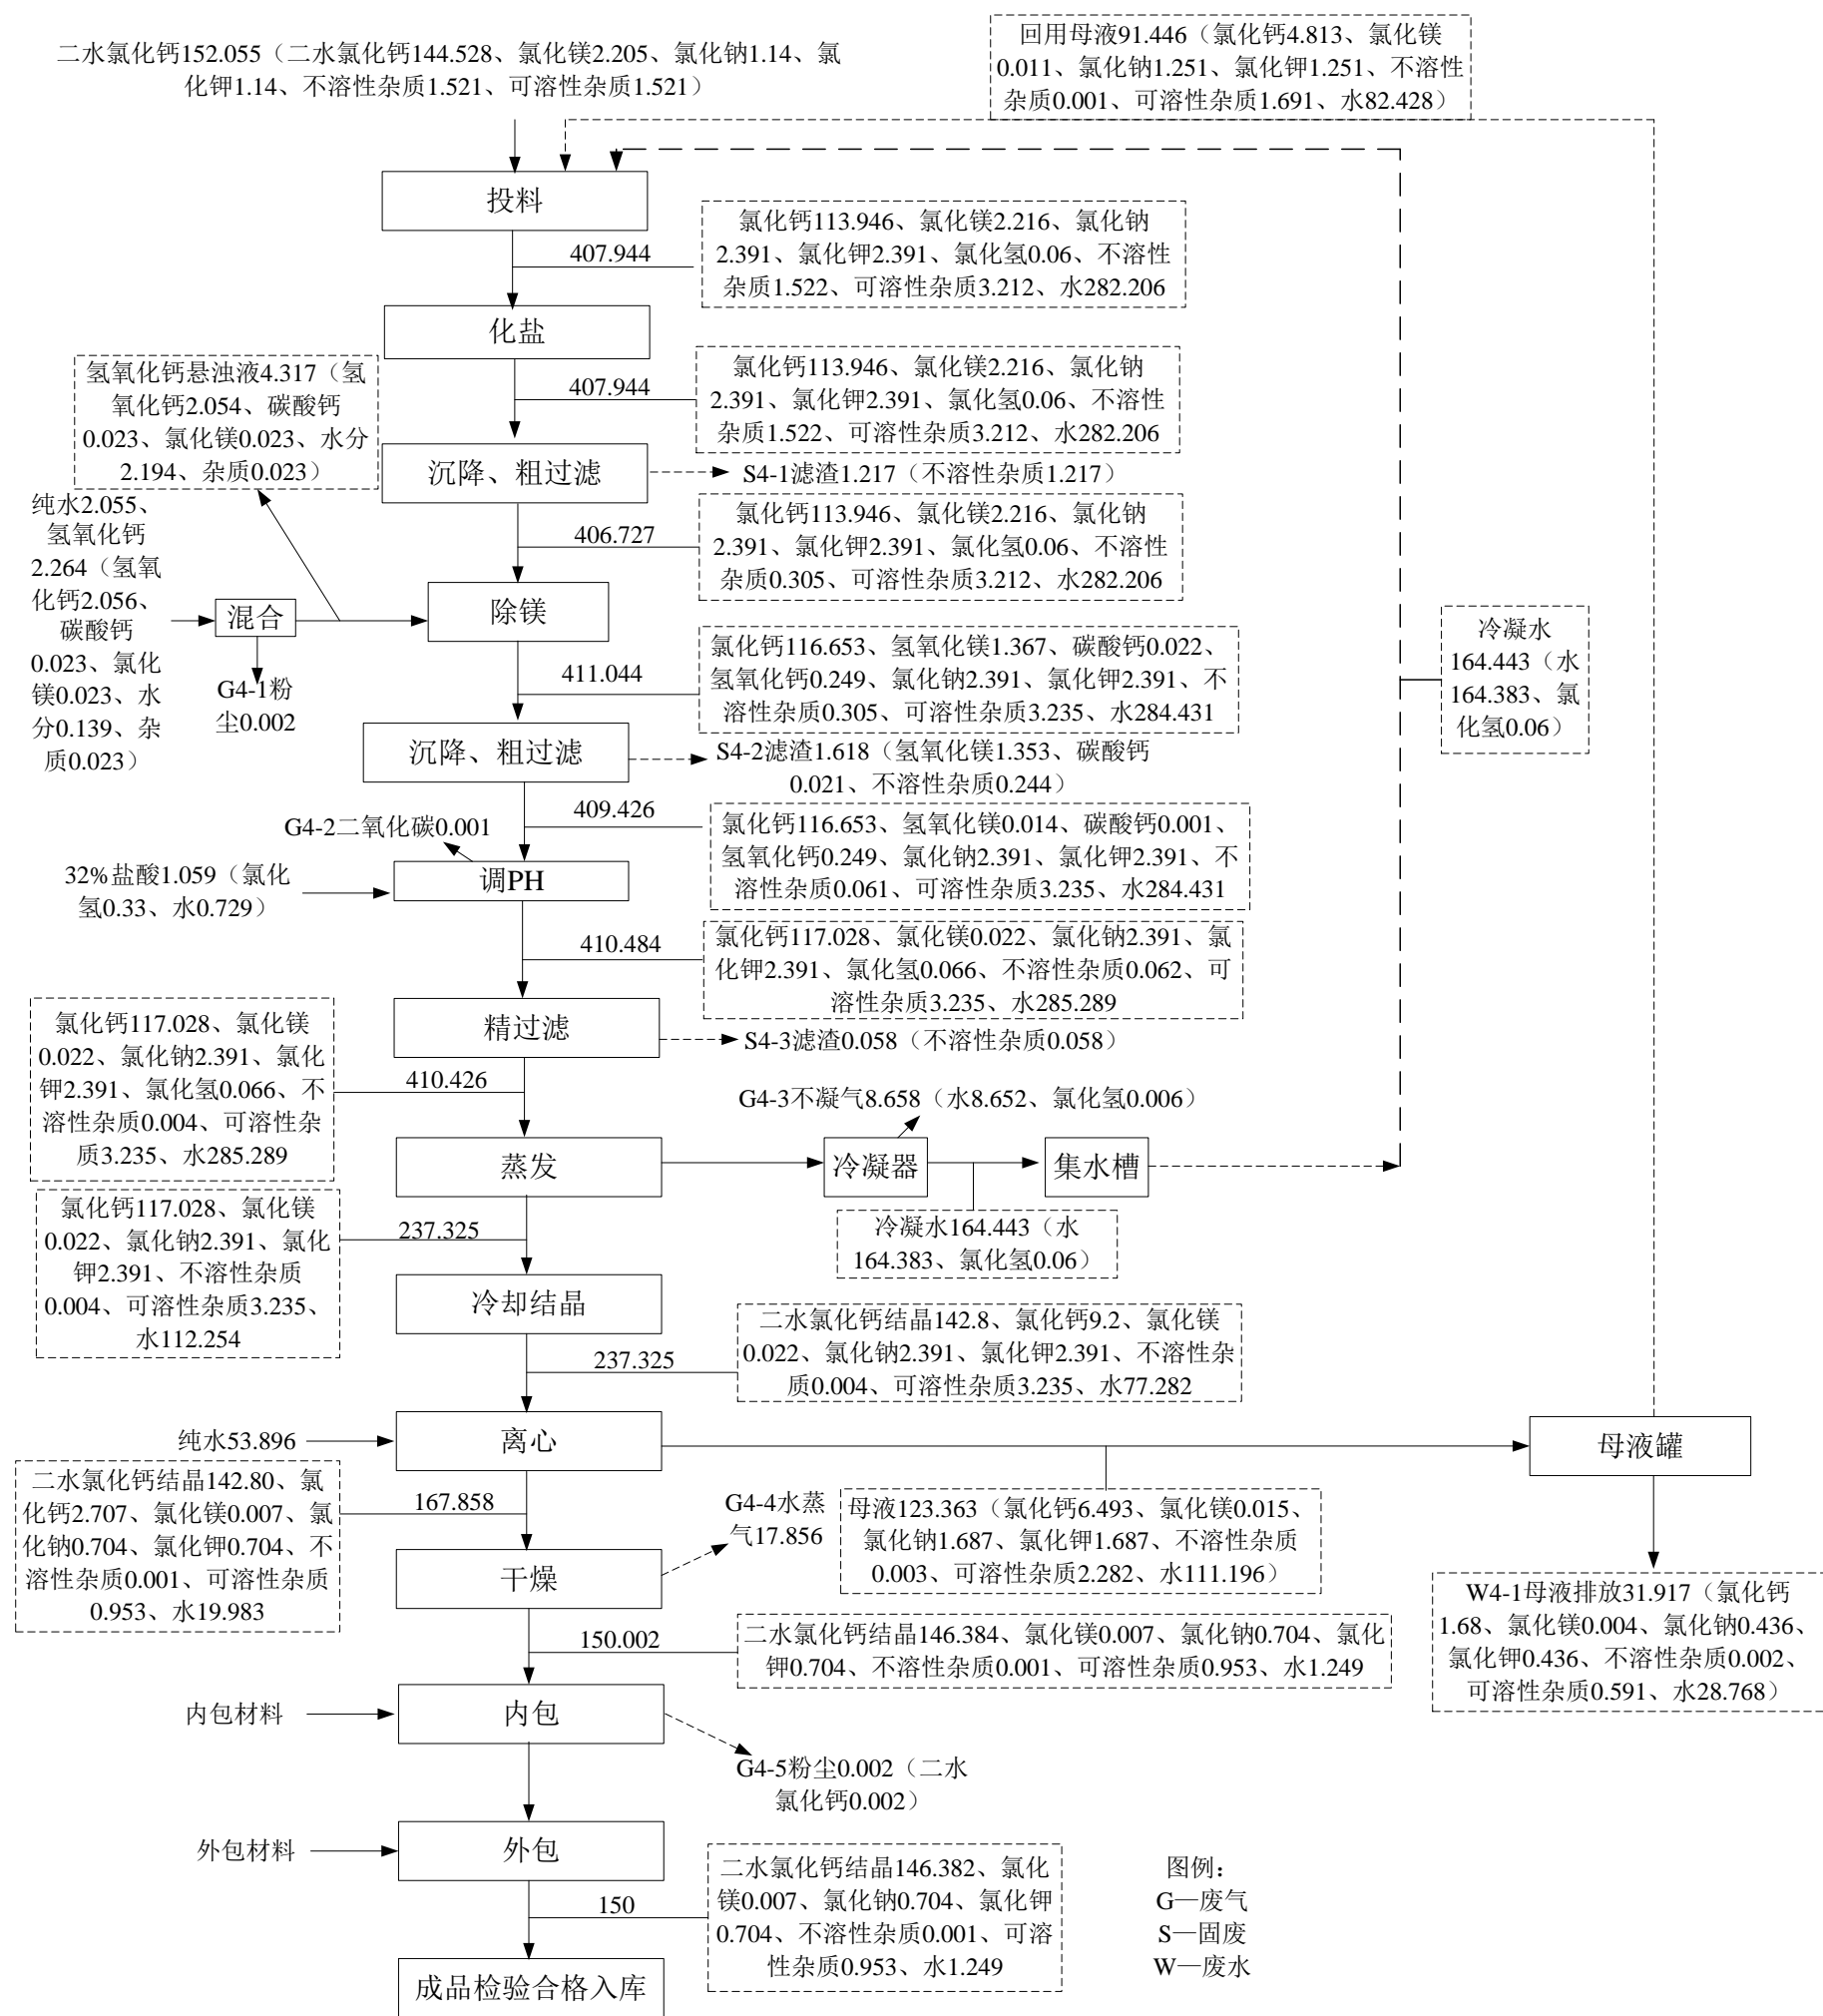 二水氯化钙152.055（二水氯化钙144.528、氯化镁2.205、氯化钠1.14、氯
化钾1.14、不溶性杂质1.521、可溶性杂质1.521）
回用母液91.446（氯化钙4.813、氯化镁
0.011、氯化钠1.251、氯化钾1.251、不溶性
杂质0.001、可溶性杂质1.691、水82.428）
投料
407.944
氯化钙113.946、氯化镁2.216、氯化钠
2.391、氯化钾2.391、氯化氢0.06、不溶性
杂质1.522、可溶性杂质3.212、水282.206
化盐
407.944
氯化钙113.946、氯化镁2.216、氯化钠
2.391、氯化钾2.391、氯化氢0.06、不溶性
杂质1.522、可溶性杂质3.212、水282.206
氢氧化钙悬浊液4.317（氢
氧化钙2.054、碳酸钙
0.023、氯化镁0.023、水分
2.194、杂质0.023）
沉降、粗过滤
S4-1滤渣1.217（不溶性杂质1.217）
406.727
氯化钙113.946、氯化镁2.216、氯化钠
2.391、氯化钾2.391、氯化氢0.06、不溶性
杂质0.305、可溶性杂质3.212、水282.206
纯水2.055、
氢氧化钙
2.264（氢氧
化钙2.056、
碳酸钙
0.023、氯化
镁0.023、水
分0.139、杂
质0.023）
混合
G4-1粉
尘0.002
除镁
冷凝水
164.443（水
164.383、氯
化氢0.06）
411.044
氯化钙116.653、氢氧化镁1.367、碳酸钙0.022、
氢氧化钙0.249、氯化钠2.391、氯化钾2.391、不
溶性杂质0.305、可溶性杂质3.235、水284.431
沉降、粗过滤
S4-2滤渣1.618（氢氧化镁1.353、碳酸钙
0.021、不溶性杂质0.244）
409.426
氯化钙116.653、氢氧化镁0.014、碳酸钙0.001、
氢氧化钙0.249、氯化钠2.391、氯化钾2.391、不
溶性杂质0.061、可溶性杂质3.235、水284.431
G4-2二氧化碳0.001
32%盐酸1.059（氯化
氢0.33、水0.729）
调PH
410.484
氯化钙117.028、氯化镁0.022、氯化钠2.391、氯
化钾2.391、氯化氢0.066、不溶性杂质0.062、可
溶性杂质3.235、水285.289
精过滤
S4-3滤渣0.058（不溶性杂质0.058）
氯化钙117.028、氯化镁
0.022、氯化钠2.391、氯化
钾2.391、氯化氢0.066、不
溶性杂质0.004、可溶性杂
质3.235、水285.289
410.426
G4-3不凝气8.658（水8.652、氯化氢0.006）
蒸发
冷凝器
集水槽
冷凝水164.443（水
164.383、氯化氢0.06）
氯化钙117.028、氯化镁
0.022、氯化钠2.391、氯化
钾2.391、不溶性杂质
0.004、可溶性杂质3.235、
水112.254
237.325
冷却结晶
237.325
二水氯化钙结晶142.8、氯化钙9.2、氯化镁
0.022、氯化钠2.391、氯化钾2.391、不溶性杂
质0.004、可溶性杂质3.235、水77.282
纯水53.896
离心
母液罐
二水氯化钙结晶142.80、氯
化钙2.707、氯化镁0.007、氯
化钠0.704、氯化钾0.704、不
溶性杂质0.001、可溶性杂质
0.953、水19.983
167.858
G4-4水蒸
气17.856
母液123.363（氯化钙6.493、氯化镁0.015、
氯化钠1.687、氯化钾1.687、不溶性杂质
0.003、可溶性杂质2.282、水111.196）
干燥
W4-1母液排放31.917（氯化钙
1.68、氯化镁0.004、氯化钠0.436、
氯化钾0.436、不溶性杂质0.002、
可溶性杂质0.591、水28.768）
150.002
二水氯化钙结晶146.384、氯化镁0.007、氯化钠0.704、氯化
钾0.704、不溶性杂质0.001、可溶性杂质0.953、水1.249
内包材料
内包
G4-5粉尘0.002（二水
氯化钙0.002）
外包材料
外包
150
二水氯化钙结晶146.382、氯化
镁0.007、氯化钠0.704、氯化钾
0.704、不溶性杂质0.001、可溶
性杂质0.953、水1.249
成品检验合格入库
图例：
G—废气
S—固废
W—废水